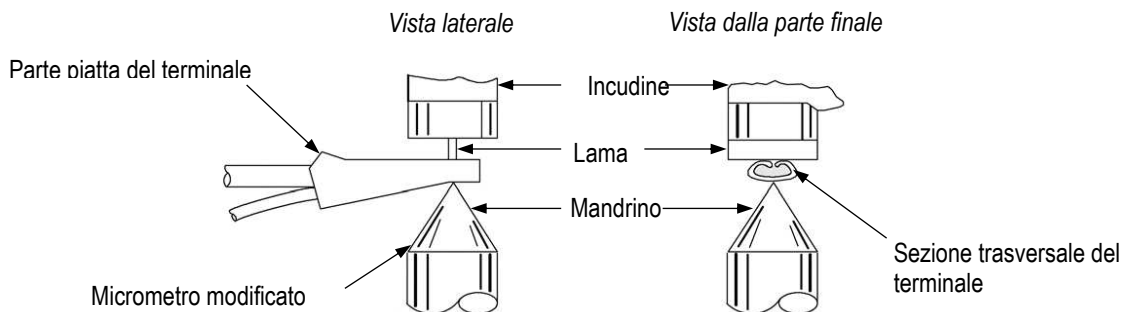 Vista laterale
Vista dalla parte finale
Parte piatta del terminale
Incudine
Lama
Mandrino
Sezione trasversale del
terminale
Micrometro modificato